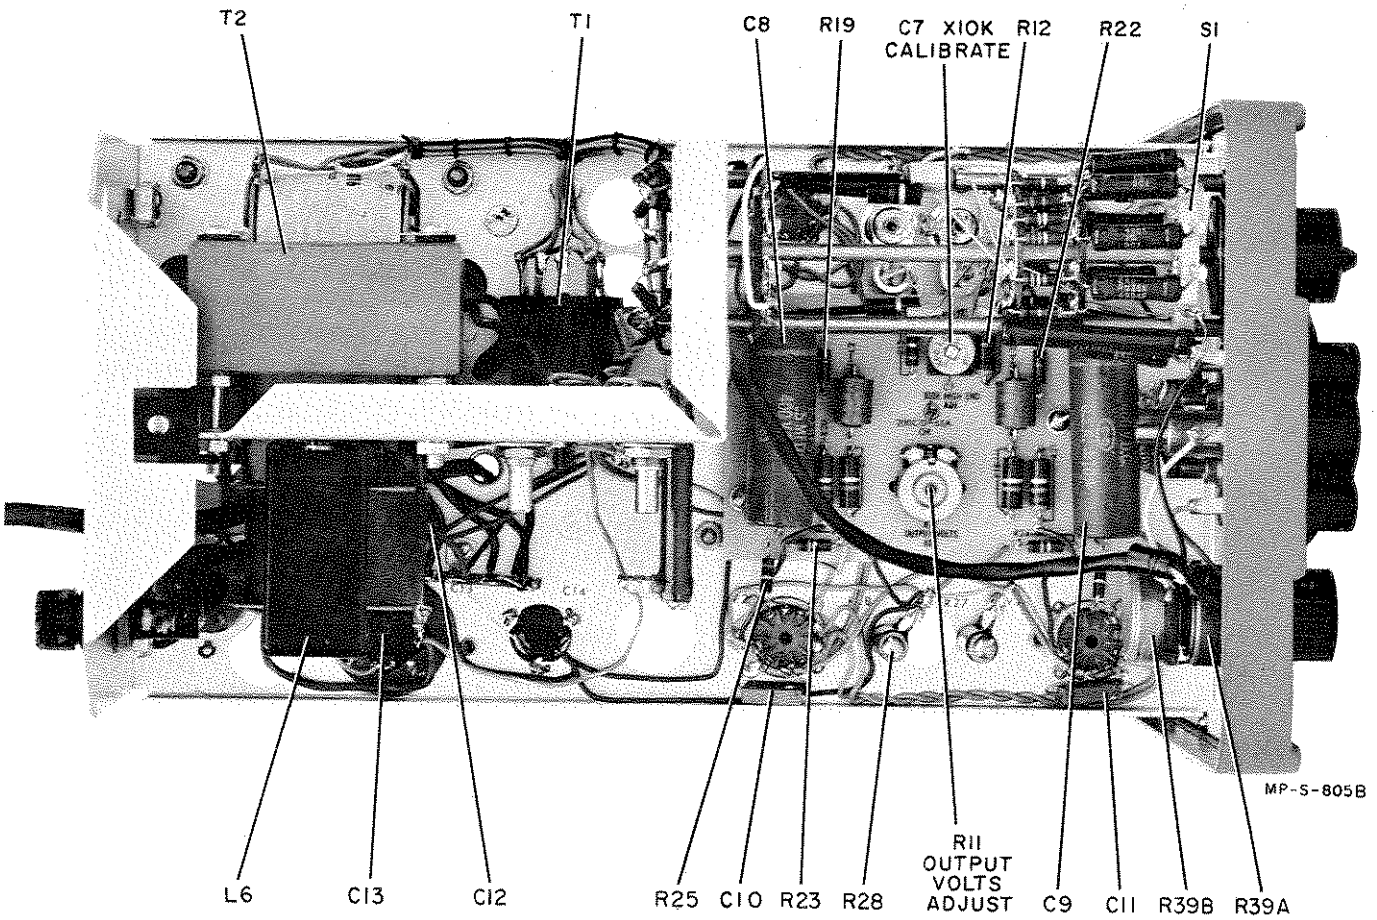 T2
T1
C8
R19
C7 X10K
CALIBRATE
R12
R22
S1
C14
MP-S-805B
L6
C13
C12
R25
C10
R23
R28
R11
OUTPUT
VOLTS
ADJUST
C9
C11
R39B
R39A